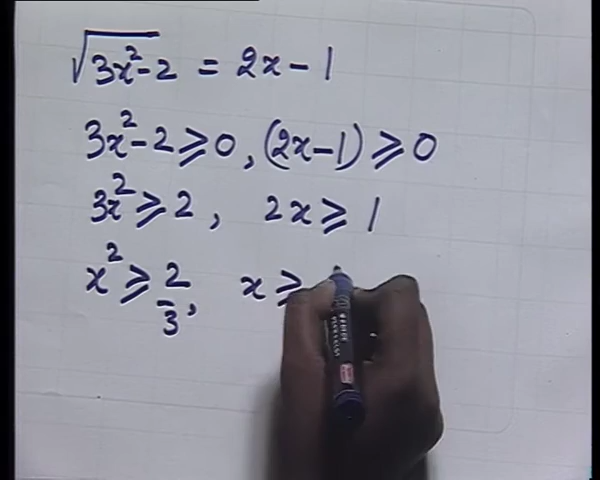 √(3x²-2) = 2x-1
3x²-2 ≥ 0, (2x-1) ≥ 0
3x² ≥ 2, 2x ≥ 1
x² ≥ 2/3, x ≥